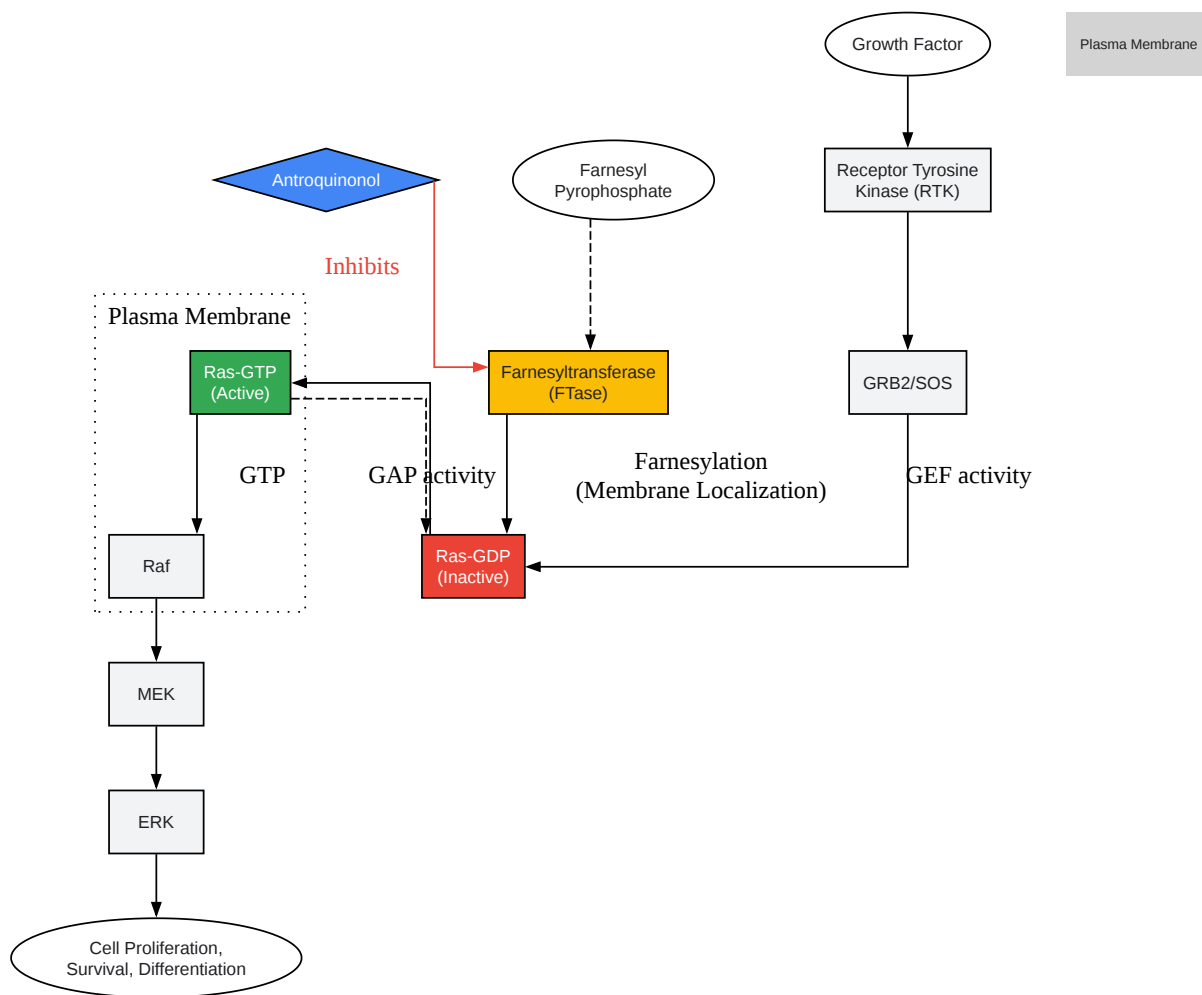 Growth Factor
Plasma Membrane
Antroquinonol
Farnesyl
Pyrophosphate
Receptor Tyrosine
Kinase (RTK)
Inhibits
Plasma Membrane
Ras-GTP
(Active)
Farnesyltransferase
(FTase)
GRB2/SOS
GTP
GAP activity
Farnesylation
(Membrane Localization)
GEF activity
Raf
Ras-GDP
(Inactive)
MEK
ERK
Cell Proliferation,
Survival, Differentiation